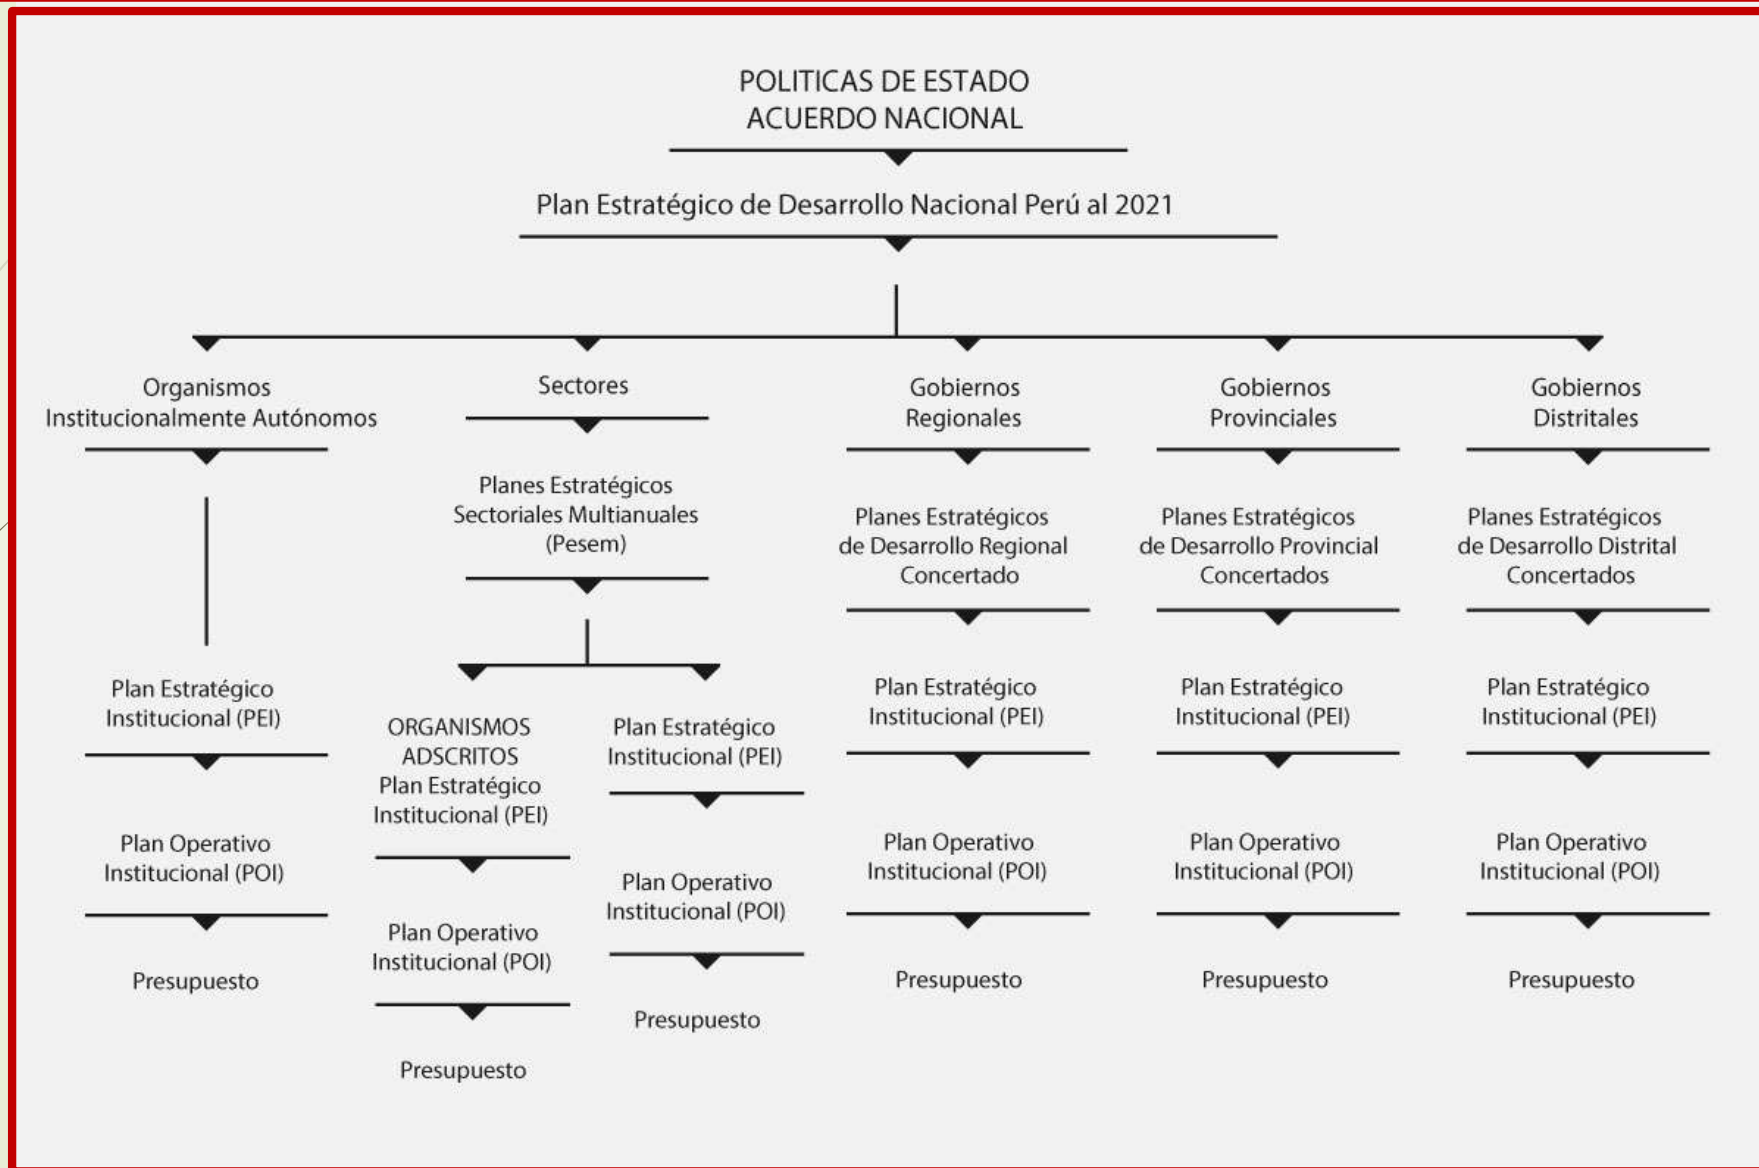 POLITICAS DE ESTADO
ACUERDO NACIONAL
Plan Estratégico de Desarrollo Nacional Perú al 2021
Organismos
Institucionalmente Autónomos
Plan Estratégico
Institucional (PEI)
Plan Operativo
Institucional (POI)
Presupuesto
Sectores
Planes Estratégicos
Sectoriales Multianuales
(Pesem)
ORGANISMOS
ADSCRITOS
Plan Estratégico
Institucional (PEI)
Plan Operativo
Institucional (POI)
Presupuesto
Plan Estratégico
Institucional (PEI)
Plan Operativo
Institucional (POI)
Presupuesto
Gobiernos
Regionales
Planes Estratégicos
de Desarrollo Regional
Concertado
Plan Estratégico
Institucional (PEI)
Plan Operativo
Institucional (POI)
Presupuesto
Gobiernos
Provinciales
Planes Estratégicos
de Desarrollo Provincial
Concertados
Plan Estratégico
Institucional (PEI)
Plan Operativo
Institucional (POI)
Presupuesto
Gobiernos
Distritales
Planes Estratégicos
de Desarrollo Distrital
Concertados
Plan Estratégico
Institucional (PEI)
Plan Operativo
Institucional (POI)
Presupuesto